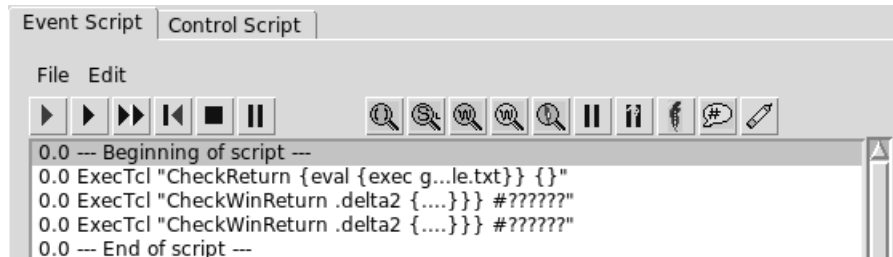 Event Script Control Script
File Edit
0.0 --- Beginning of script ---
0.0 ExecTcl "CheckReturn {eval {exec g...le.txt}} {}"
0.0 ExecTcl "CheckWinReturn .delta2 {....}}} #??????"
0.0 ExecTcl "CheckWinReturn .delta2 {....}}} #??????"
0.0 --- End of script ---